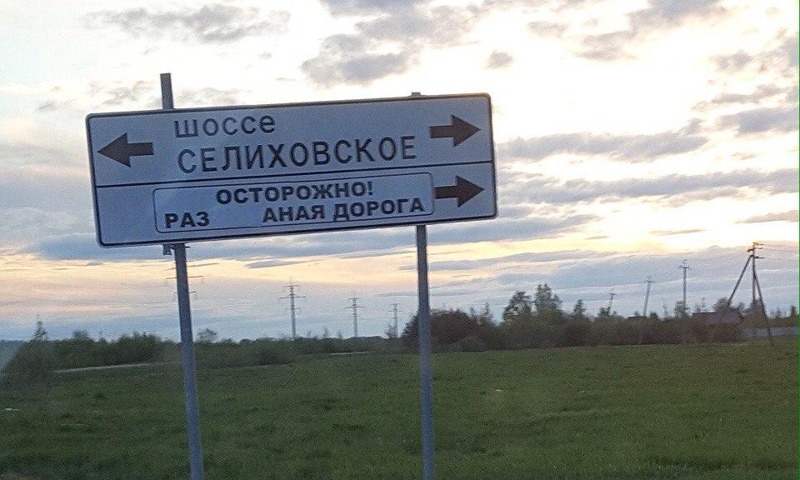 шоссе
СЕЛИХОВСКОЕ
ОСТОРОЖНО!
РАЗ АНАЯ ДОРОГА